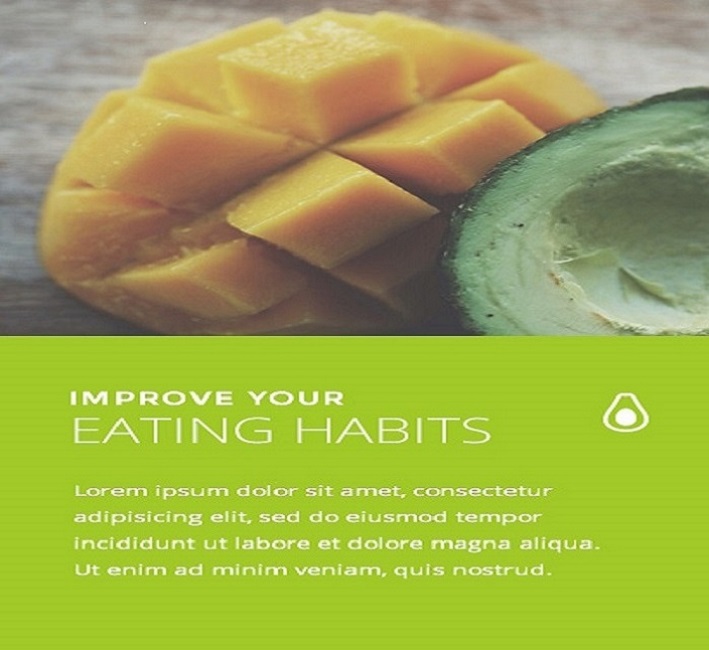 IMPROVE YOUR
EATING HABITS
Lorem ipsum dolor sit amet, consectetur
adipisicing elit, sed do eiusmod tempor
incididunt ut labore et dolore magna aliqua.
Ut enim ad minim veniam, quis nostrud.